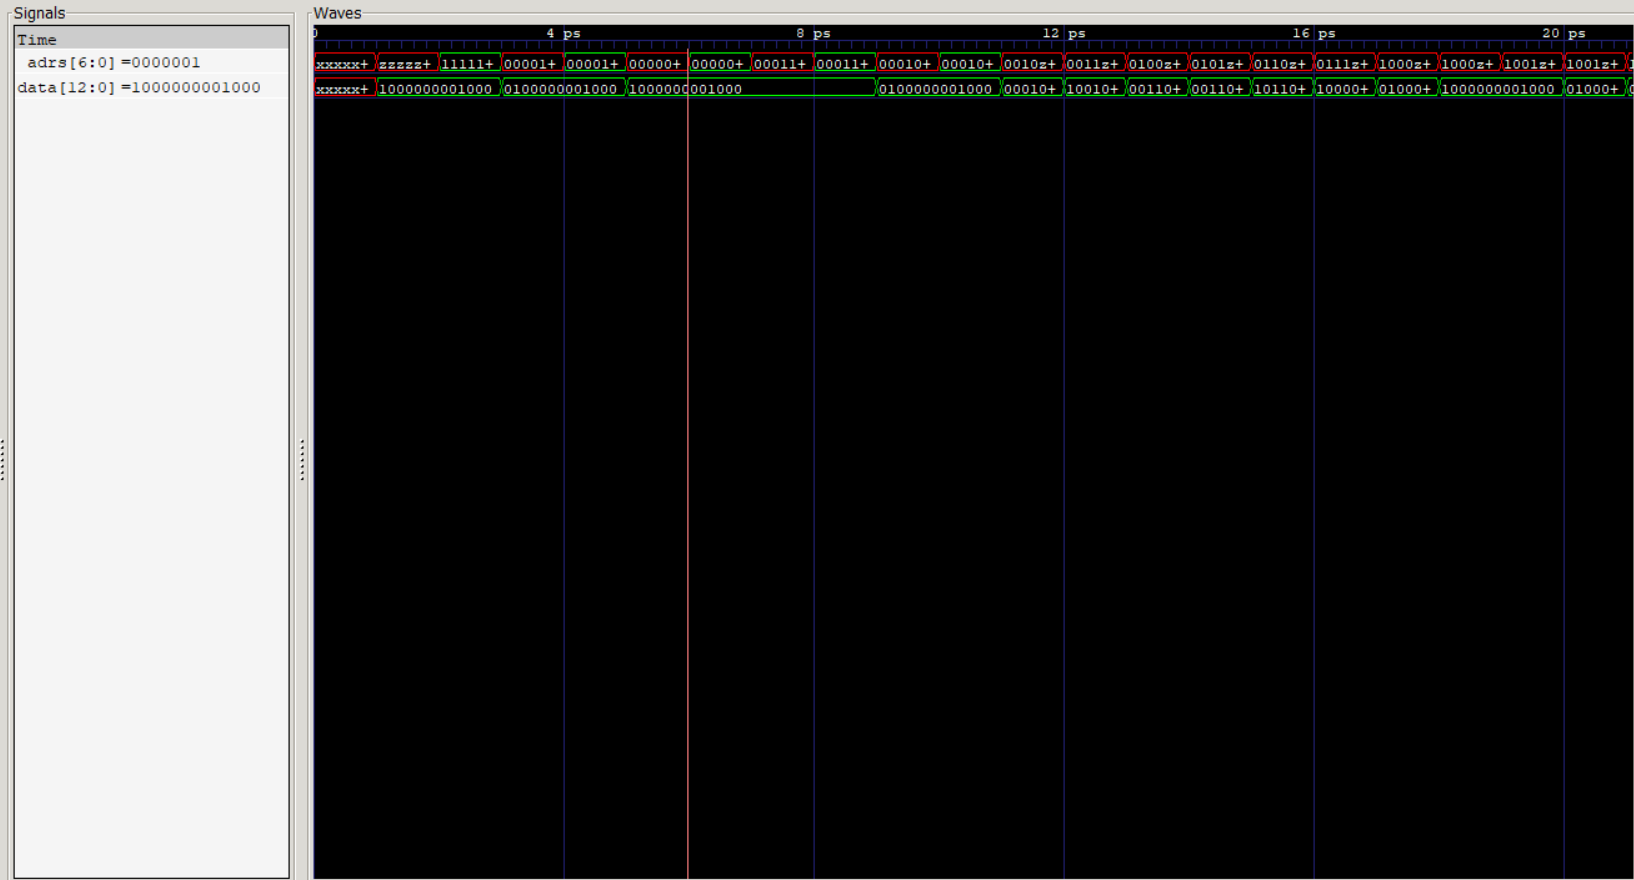 Signals
Waves
Time
0 4 ps 8 ps 12 ps 16 ps 20 ps
adrs[6:0] =0000001
xxxxx+ zzzzz+ 11111+ 00001+ 00001+ 00000+ 00000+ 00011+ 00011+ 00010+ 00010+ 0010z+ 0011z+ 0100z+ 0101z+ 0110z+ 0111z+ 1000z+ 1000z+ 1001z+ 1001z+
data[12:0] =1000000001000
xxxxx+ 1000000001000 0100000001000 1000000001000 0100000001000 00010+ 10010+ 00110+ 00110+ 10110+ 10000+ 01000+ 1000000001000 01000+